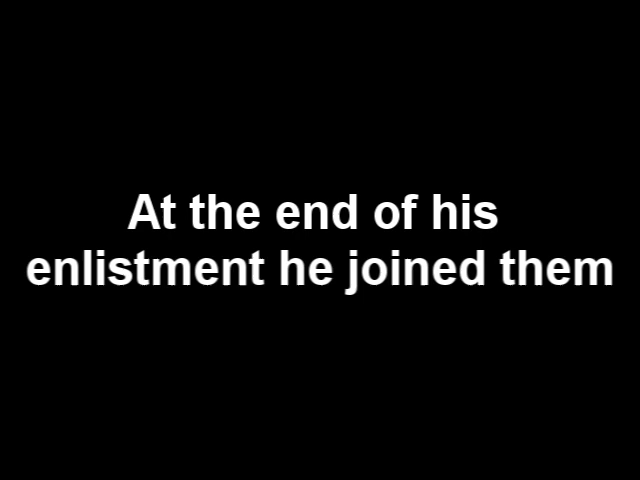 At the end of his
enlistment he joined them